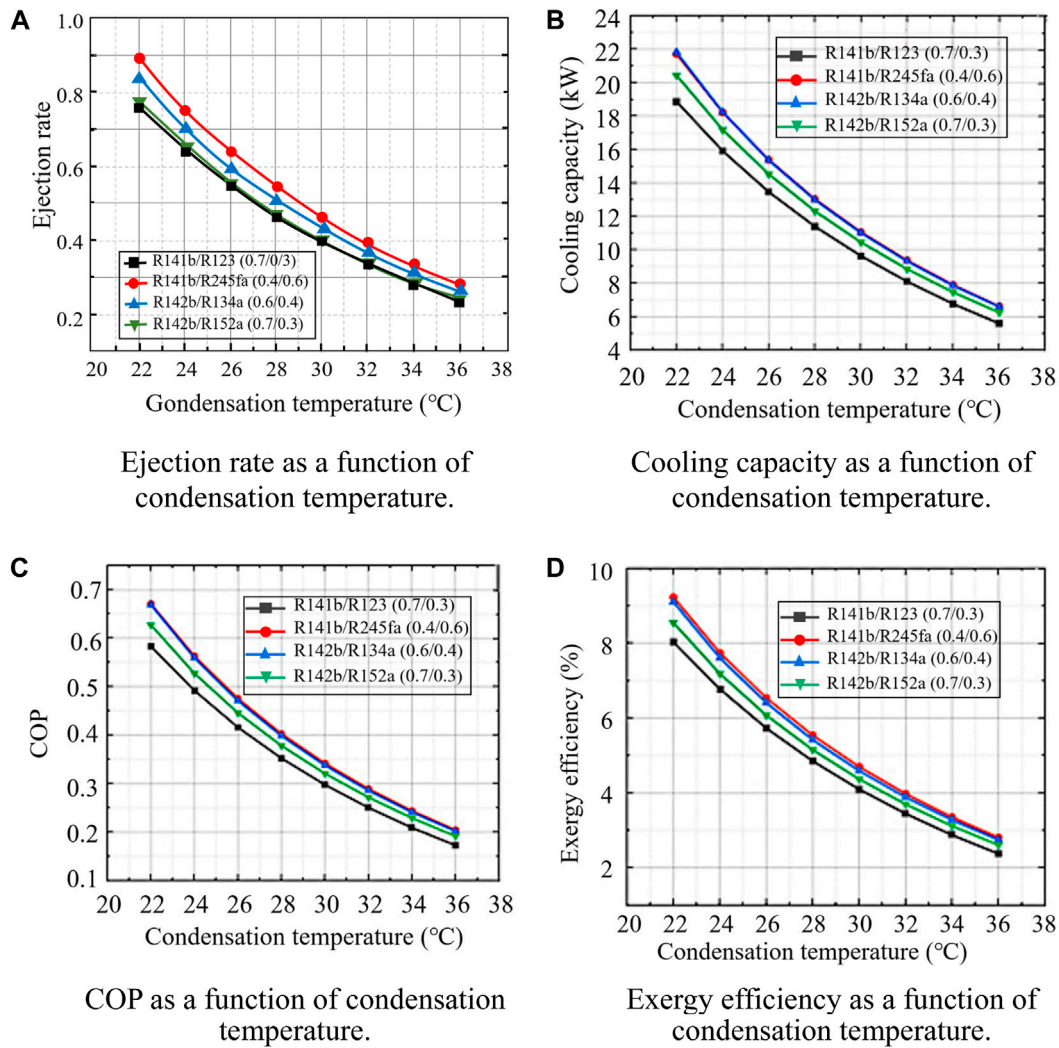 A
1.0
0.8
0.6
0.4
0.2
Ejection rate
R141b/R123 (0.7/0.3)
R141b/R245fa (0.4/0.6)
R142b/R134a (0.6/0.4)
R142b/R152a (0.7/0.3)
20 22 24 26 28 30 32 34 36 38
Gondensation temperature (°C)
Ejection rate as a function of
condensation temperature.
B
24
22
20
18
16
14
12
10
8
6
4
Cooling capacity (kW)
R141b/R123 (0.7/0.3)
R141b/R245fa (0.4/0.6)
R142b/R134a (0.6/0.4)
R142b/R152a (0.7/0.3)
20 22 24 26 28 30 32 34 36 38
Condensation temperature (°C)
Cooling capacity as a function of
condensation temperature.
C
0.7
0.6
0.5
0.4
0.3
0.2
0.1
COP
R141b/R123 (0.7/0.3)
R141b/R245fa (0.4/0.6)
R142b/R134a (0.6/0.4)
R142b/R152a (0.7/0.3)
20 22 24 26 28 30 32 34 36 38
Condensation temperature (°C)
COP as a function of condensation
temperature.
D
10
8
6
4
2
Exergy efficiency (%)
R141b/R123 (0.7/0.3)
R141b/R245fa (0.4/0.6)
R142b/R134a (0.6/0.4)
R142b/R152a (0.7/0.3)
20 22 24 26 28 30 32 34 36 38
Condensation temperature (°C)
Exergy efficiency as a function of
condensation temperature.